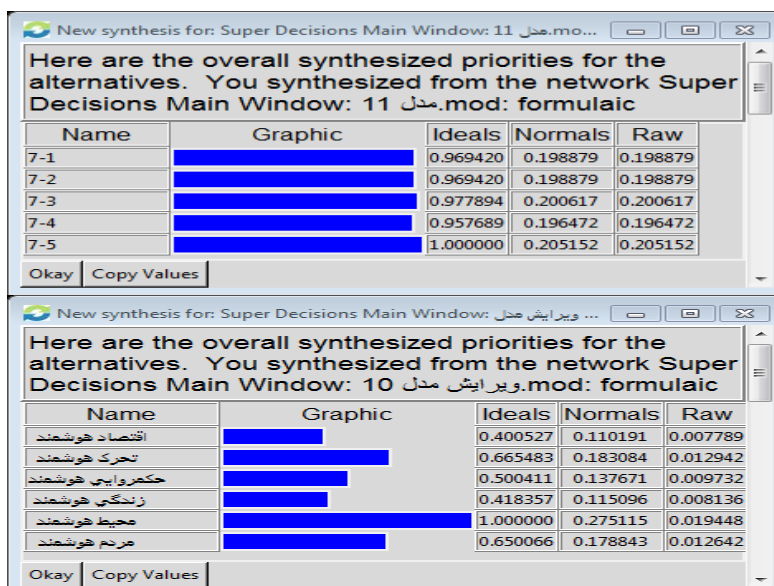 New synthesis for: Super Decisions Main Window: 11 مدل.mo...
Here are the overall synthesized priorities for the
alternatives. You synthesized from the network Super
Decisions Main Window: 11 مدل.mod: formulaic
Name Graphic Ideals Normals Raw
7-1 0.969420 0.198879 0.198879
7-2 0.969420 0.198879 0.198879
7-3 0.977894 0.200617 0.200617
7-4 0.957689 0.196472 0.196472
7-5 1.000000 0.205152 0.205152
Okay Copy Values
New synthesis for: Super Decisions Main Window: ویرایش مدل ...
Here are the overall synthesized priorities for the
alternatives. You synthesized from the network Super
Decisions Main Window: 10 ویرایش مدل.mod: formulaic
Name Graphic Ideals Normals Raw
اقتصاد هوشمند 0.400527 0.110191 0.007789
تحرک هوشمند 0.665483 0.183084 0.012942
حکمروایي هوشمند 0.500411 0.137671 0.009732
زندگي هوشمند 0.418357 0.115096 0.008136
محیط هوشمند 1.000000 0.275115 0.019448
مردم هوشمند 0.650066 0.178843 0.012642
Okay Copy Values